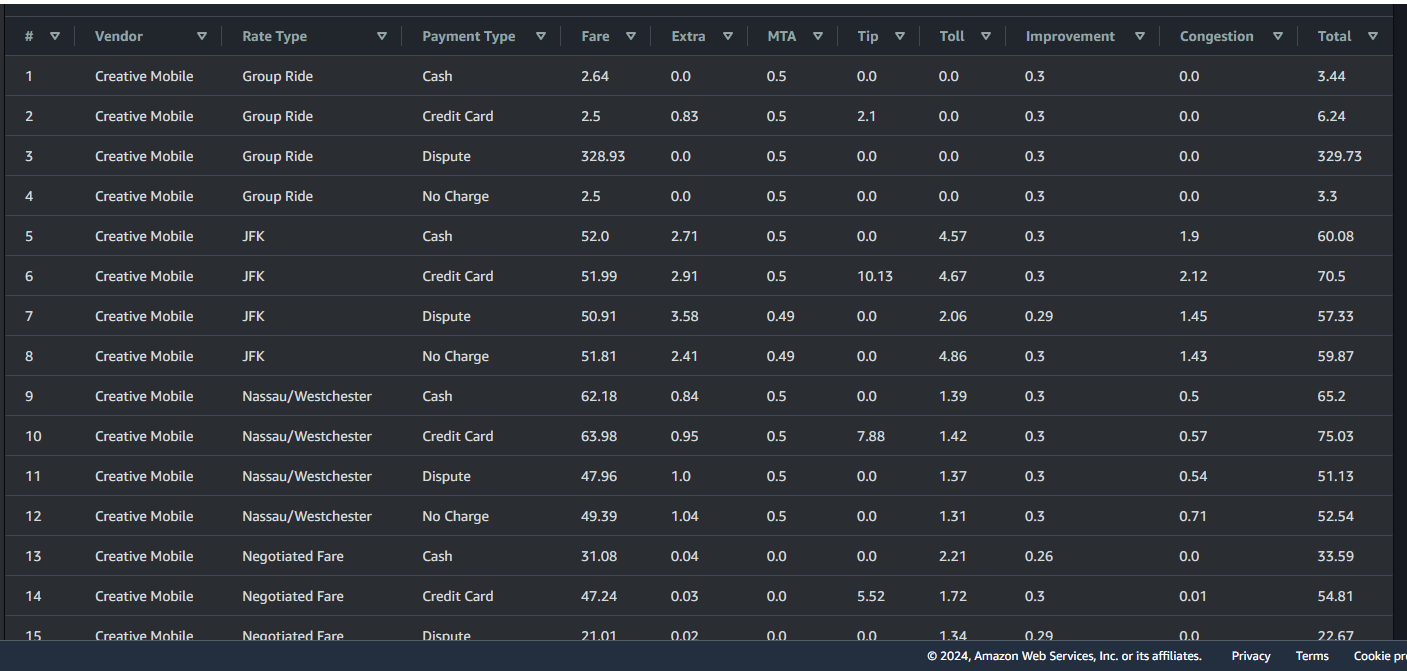 # Vendor Rate Type Payment Type Fare Extra MTA Tip Toll Improvement Congestion Total
1 Creative Mobile Group Ride Cash 2.64 0.0 0.5 0.0 0.0 0.3 0.0 3.44
2 Creative Mobile Group Ride Credit Card 2.5 0.83 0.5 2.1 0.0 0.3 0.0 6.24
3 Creative Mobile Group Ride Dispute 328.93 0.0 0.5 0.0 0.0 0.3 0.0 329.73
4 Creative Mobile Group Ride No Charge 2.5 0.0 0.5 0.0 0.0 0.3 0.0 3.3
5 Creative Mobile JFK Cash 52.0 2.71 0.5 0.0 4.57 0.3 1.9 60.08
6 Creative Mobile JFK Credit Card 51.99 2.91 0.5 10.13 4.67 0.3 2.12 70.5
7 Creative Mobile JFK Dispute 50.91 3.58 0.49 0.0 2.06 0.29 1.45 57.33
8 Creative Mobile JFK No Charge 51.81 2.41 0.49 0.0 4.86 0.3 1.43 59.87
9 Creative Mobile Nassau/Westchester Cash 62.18 0.84 0.5 0.0 1.39 0.3 0.5 65.2
10 Creative Mobile Nassau/Westchester Credit Card 63.98 0.95 0.5 7.88 1.42 0.3 0.57 75.03
11 Creative Mobile Nassau/Westchester Dispute 47.96 1.0 0.5 0.0 1.37 0.3 0.54 51.13
12 Creative Mobile Nassau/Westchester No Charge 49.39 1.04 0.5 0.0 1.31 0.3 0.71 52.54
13 Creative Mobile Negotiated Fare Cash 31.08 0.04 0.0 0.0 2.21 0.26 0.0 33.59
14 Creative Mobile Negotiated Fare Credit Card 47.24 0.03 0.0 5.52 1.72 0.3 0.01 54.81
15 Creative Mobile Negotiated Fare Dispute 21.01 0.02 0.0 0.0 1.34 0.29 0.0 22.67
© 2024, Amazon Web Services, Inc. or its affiliates. Privacy Terms Cookie pr